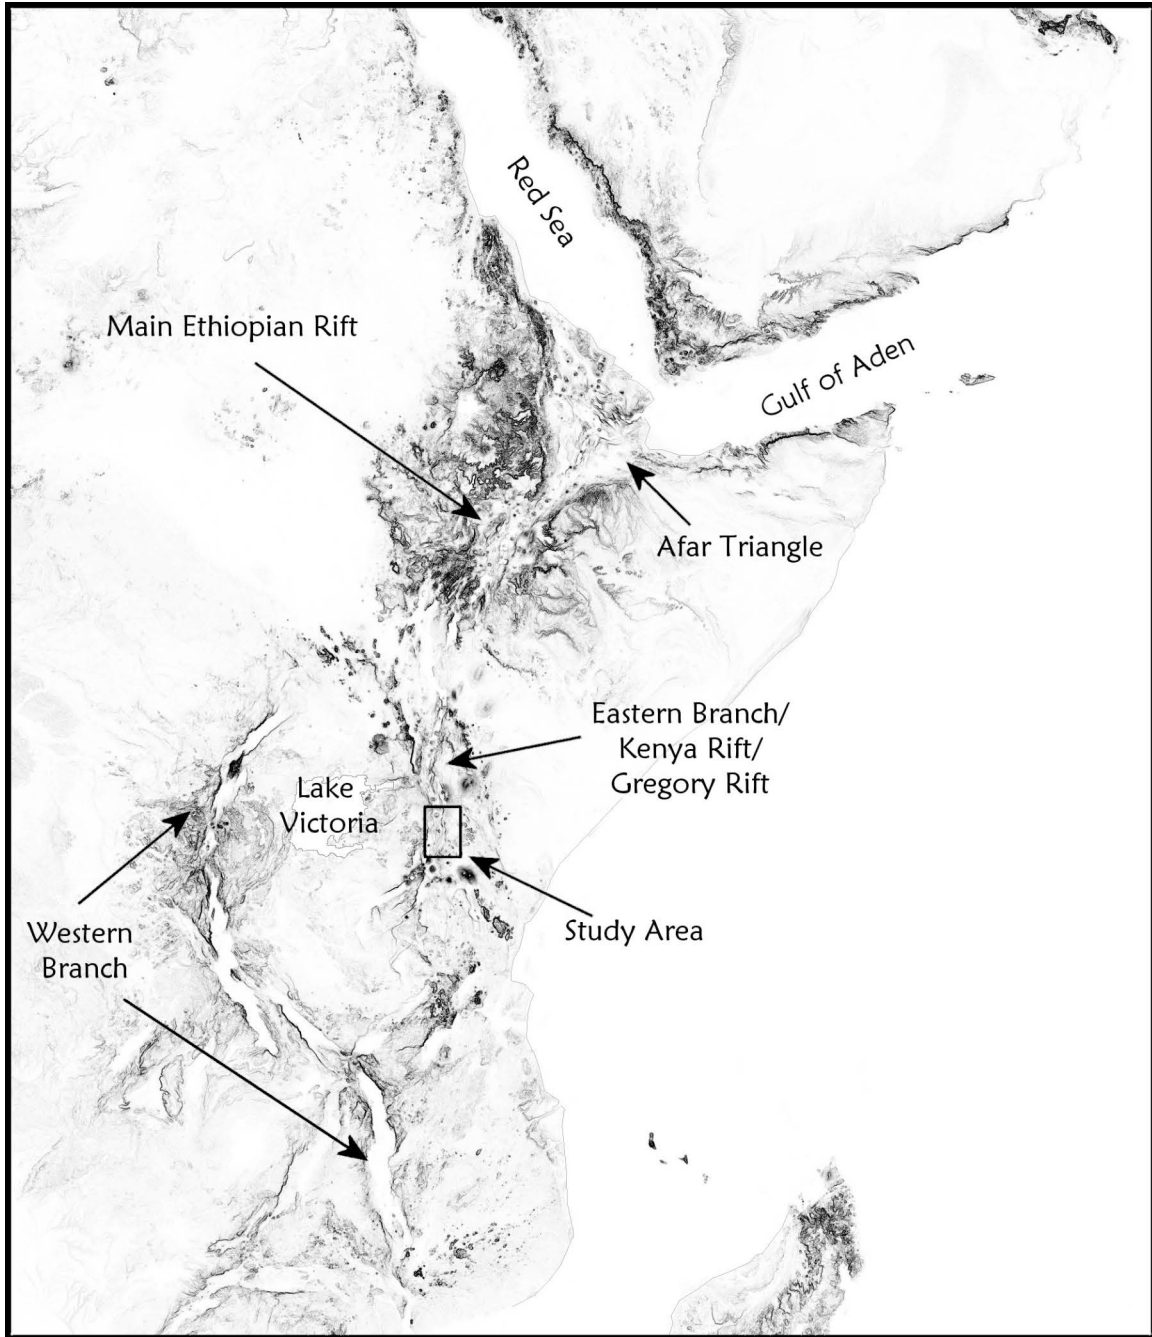 Red Sea
Main Ethiopian Rift
Gulf of Aden
Afar Triangle
Eastern Branch/
Kenya Rift/
Gregory Rift
Lake
Victoria
Study Area
Western
Branch